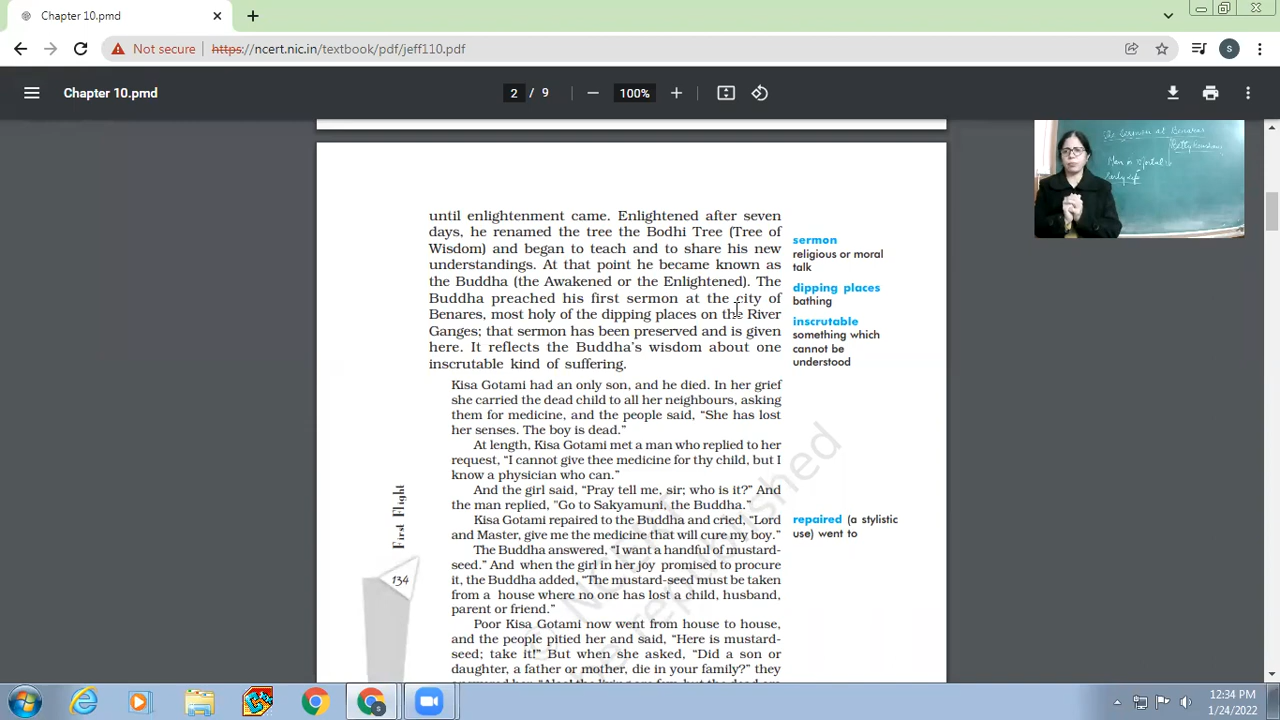 Chapter 10.pmd
Not secure
https://ncert.nic.in/textbook/pdf/jeff110.pdf
S
Chapter 10.pmd
2 / 9
100%
The Sermon at Benares
Betty Renshaw
Early life
until enlightenment came. Enlightened after seven
days, he renamed the tree the Bodhi Tree (Tree of
Wisdom) and began to teach and to share his new
understandings. At that point he became known as
the Buddha (the Awakened or the Enlightened). The
Buddha preached his first sermon at the city of
Benares, most holy of the dipping places on the River
Ganges; that sermon has been preserved and is given
here. It reflects the Buddha's wisdom about one
inscrutable kind of suffering.
sermon
religious or moral
talk
dipping places
bathing
inscrutable
something which
cannot be
understood
Kisa Gotami had an only son, and he died. In her grief
she carried the dead child to all her neighbours, asking
them for medicine, and the people said, “She has lost
her senses. The boy is dead.”
At length, Kisa Gotami met a man who replied to her
request, “I cannot give thee medicine for thy child, but I
know a physician who can.”
And the girl said, “Pray tell me, sir; who is it?” And
the man replied, "Go to Sakyamuni, the Buddha.”
Kisa Gotami repaired to the Buddha and cried, “Lord
and Master, give me the medicine that will cure my boy.”
The Buddha answered, “I want a handful of mustard-
seed.” And when the girl in her joy promised to procure
it, the Buddha added, “The mustard-seed must be taken
from a house where no one has lost a child, husband,
parent or friend.”
Poor Kisa Gotami now went from house to house,
and the people pitied her and said, “Here is mustard-
seed; take it!” But when she asked, “Did a son or
daughter, a father or mother, die in your family?” they
repaired (a stylistic
use) went to
First Flight
134
12:34 PM
1/24/2022